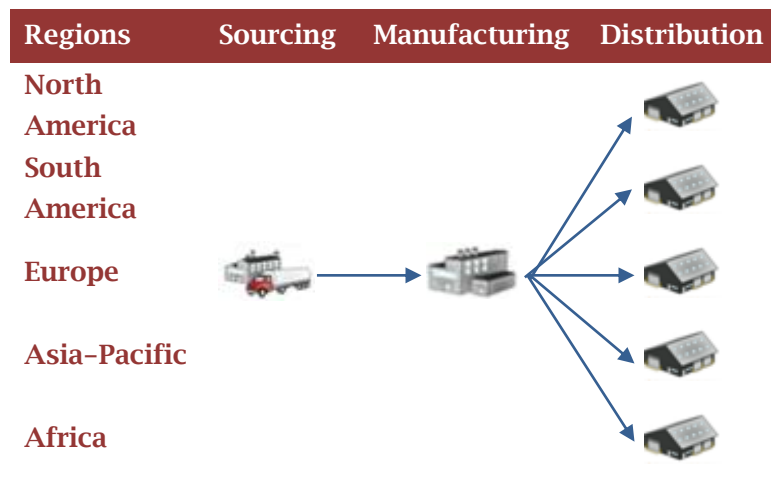 Regions Sourcing Manufacturing Distribution
North
America
South
America
Europe
Asia-Pacific
Africa